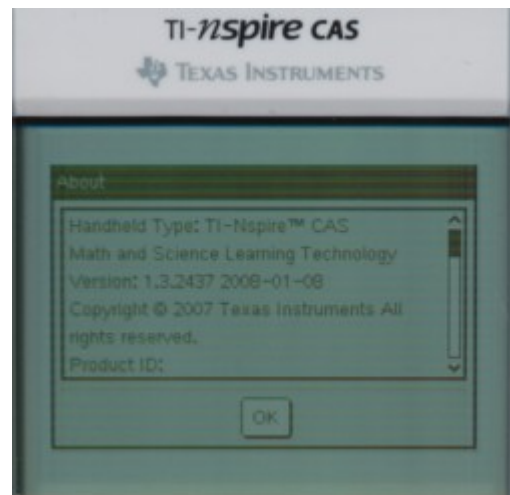 TI-nspire CAS
TEXAS INSTRUMENTS
About
Handheld Type: TI-Nspire™ CAS
Math and Science Learning Technology
Version: 1.3.2437 2008-01-08
Copyright © 2007 Texas Instruments All
rights reserved.
Product ID:
OK